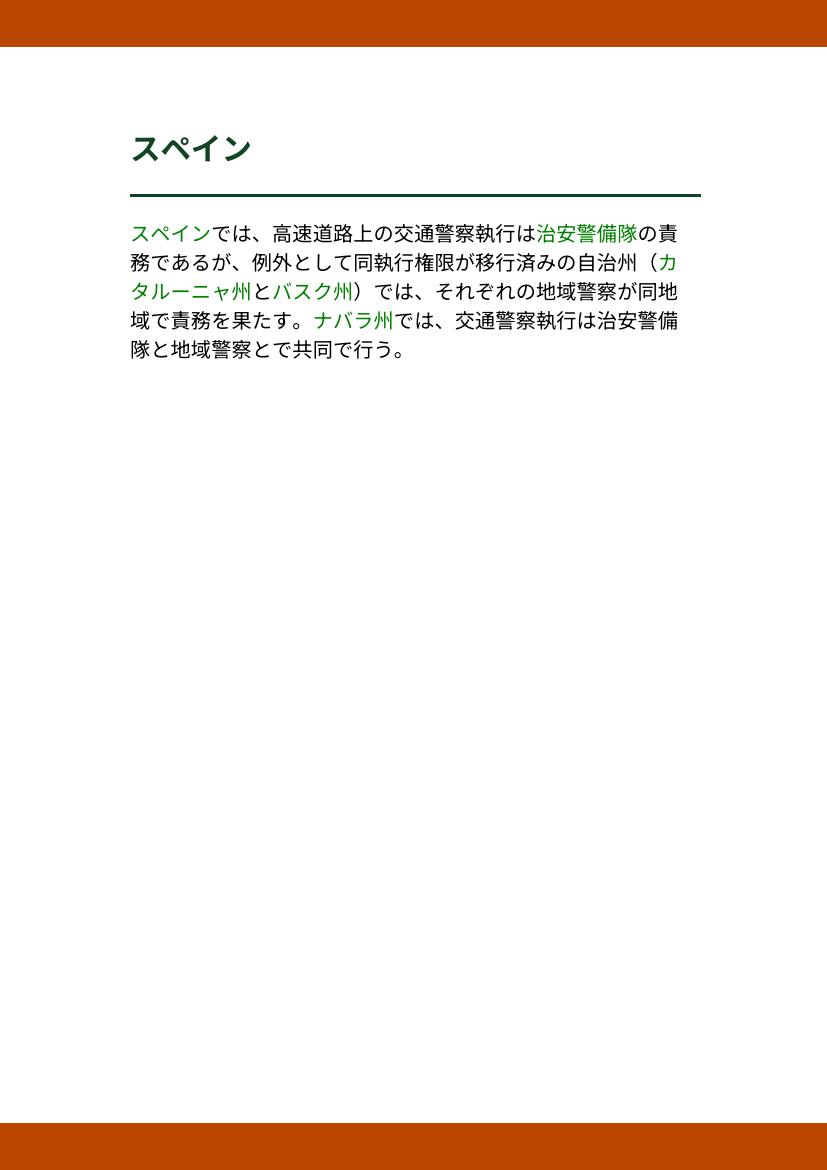 スペイン
スペインでは、高速道路上の交通警察執行は治安警備隊の責
務であるが、例外として同執行権限が移行済みの自治州（カ
タルーニャ州とバスク州）では、それぞれの地域警察が同地
域で責務を果たす。ナバラ州では、交通警察執行は治安警備
隊と地域警察とで共同で行う。